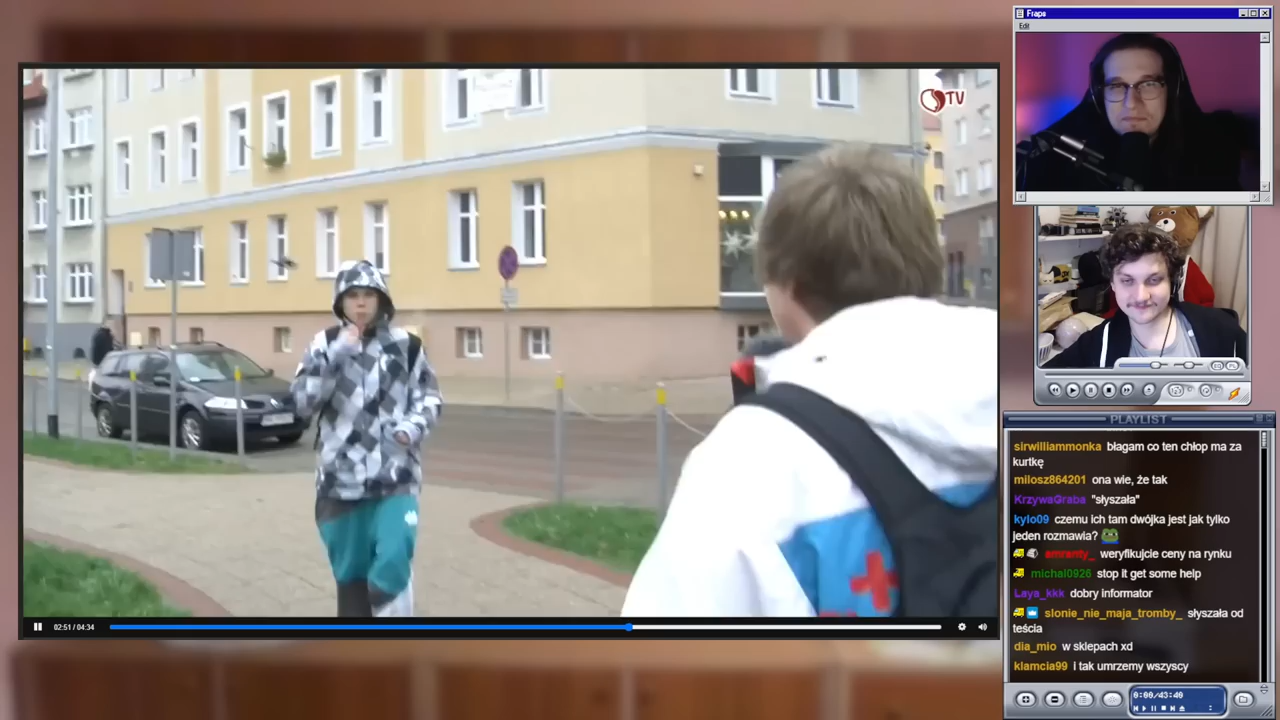 TV
02:51 / 04:34
Fraps
Edit
PLAYLIST
sirwilliammonka błagam co ten chłop ma za
kurtkę
milosz864201 ona wie, że tak
KrzywaGraba "słyszała"
kylo09 czemu ich tam dwójka jest jak tylko
jeden rozmawia?
amranty_ weryfikujcie ceny na rynku
michal0926 stop it get some help
Laya_kkk dobry informator
slonie_nie_maja_tromby_ słyszała od
teścia
dia_mio w sklepach xd
klamcia99 i tak umrzemy wszyscy
0:00/43:40